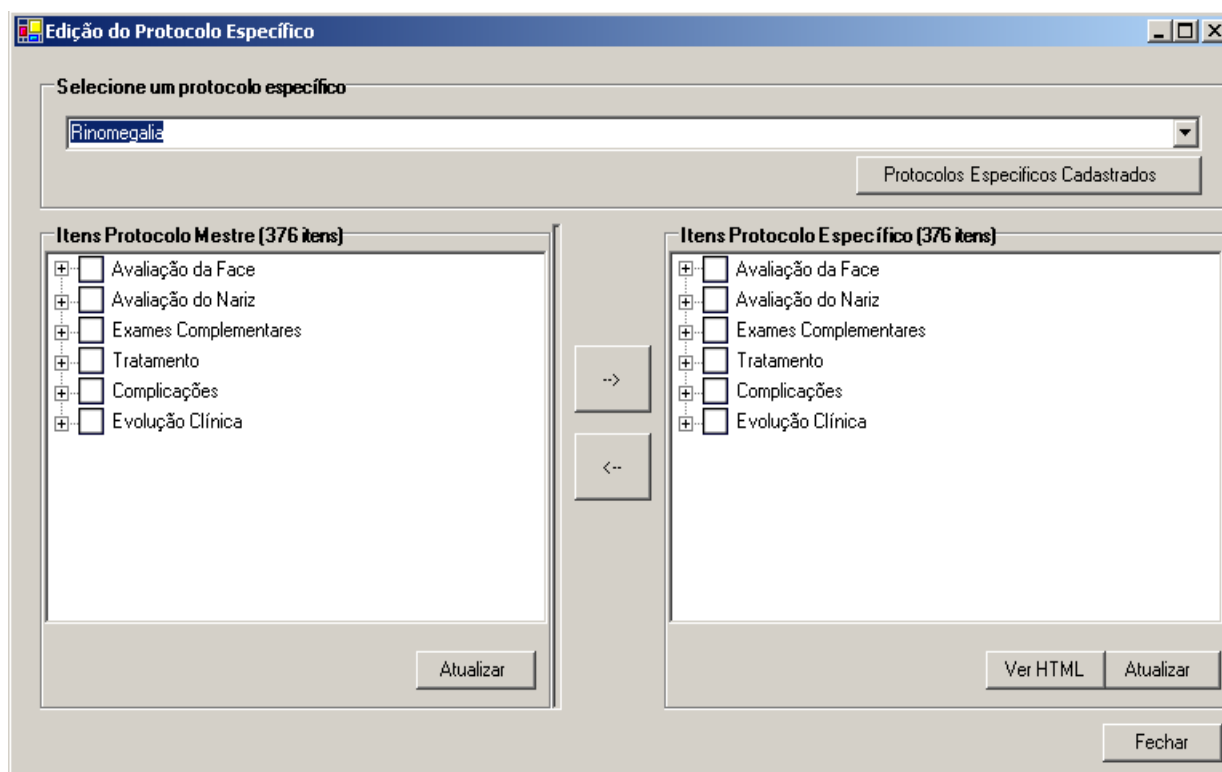 Edição do Protocolo Específico
Selecione um protocolo específico
Rinomegalia
Protocolos Especificos Cadastrados
Itens Protocolo Mestre (376 itens)
Avaliação da Face
Avaliação do Nariz
Exames Complementares
Tratamento
Complicações
Evolução Clínica
Atualizar
-->
<--
Itens Protocolo Específico (376 itens)
Avaliação da Face
Avaliação do Nariz
Exames Complementares
Tratamento
Complicações
Evolução Clínica
Ver HTML Atualizar
Fechar